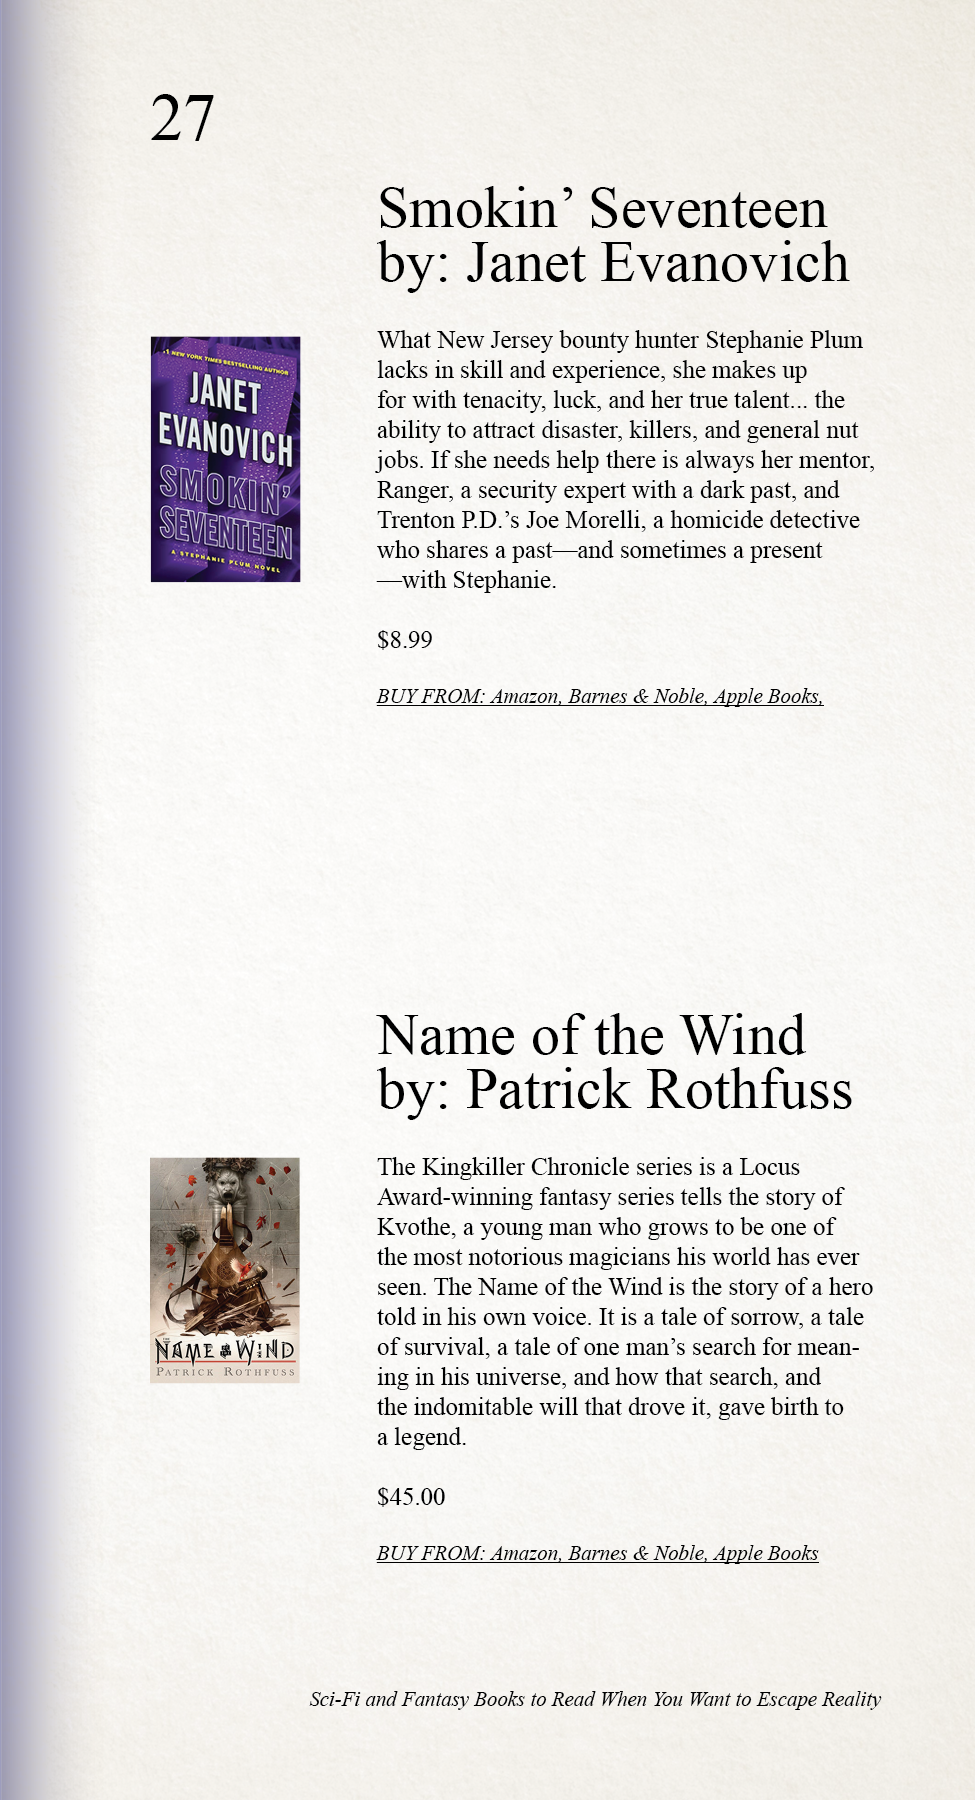 27
Smokin’ Seventeen
by: Janet Evanovich
#1 NEW YORK TIMES BESTSELLING AUTHOR
JANET
EVANOVICH
SMOKIN’
SEVENTEEN
A STEPHANIE PLUM NOVEL
What New Jersey bounty hunter Stephanie Plum
lacks in skill and experience, she makes up
for with tenacity, luck, and her true talent... the
ability to attract disaster, killers, and general nut
jobs. If she needs help there is always her mentor,
Ranger, a security expert with a dark past, and
Trenton P.D.’s Joe Morelli, a homicide detective
who shares a past—and sometimes a present
—with Stephanie.
$8.99
BUY FROM: Amazon, Barnes & Noble, Apple Books,
Name of the Wind
by: Patrick Rothfuss
THE
NAME OF THE WIND
PATRICK ROTHFUSS
The Kingkiller Chronicle series is a Locus
Award-winning fantasy series tells the story of
Kvothe, a young man who grows to be one of
the most notorious magicians his world has ever
seen. The Name of the Wind is the story of a hero
told in his own voice. It is a tale of sorrow, a tale
of survival, a tale of one man’s search for mean-
ing in his universe, and how that search, and
the indomitable will that drove it, gave birth to
a legend.
$45.00
BUY FROM: Amazon, Barnes & Noble, Apple Books
Sci-Fi and Fantasy Books to Read When You Want to Escape Reality